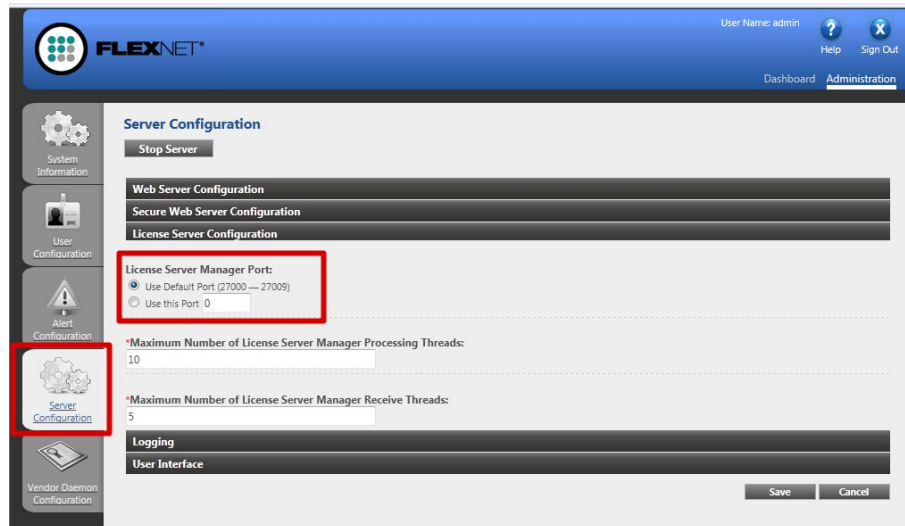 User Name: admin
FLEXNET
?
X
Help
Sign Out
Dashboard
Administration
System
Information
User
Configuration
Alert
Configuration
Server
Configuration
Vendor Daemon
Configuration
Server Configuration
Stop Server
Web Server Configuration
Secure Web Server Configuration
License Server Configuration
License Server Manager Port:
Use Default Port (27000 — 27009)
Use this Port 0
*Maximum Number of License Server Manager Processing Threads:
10
*Maximum Number of License Server Manager Receive Threads:
5
Logging
User Interface
Save
Cancel